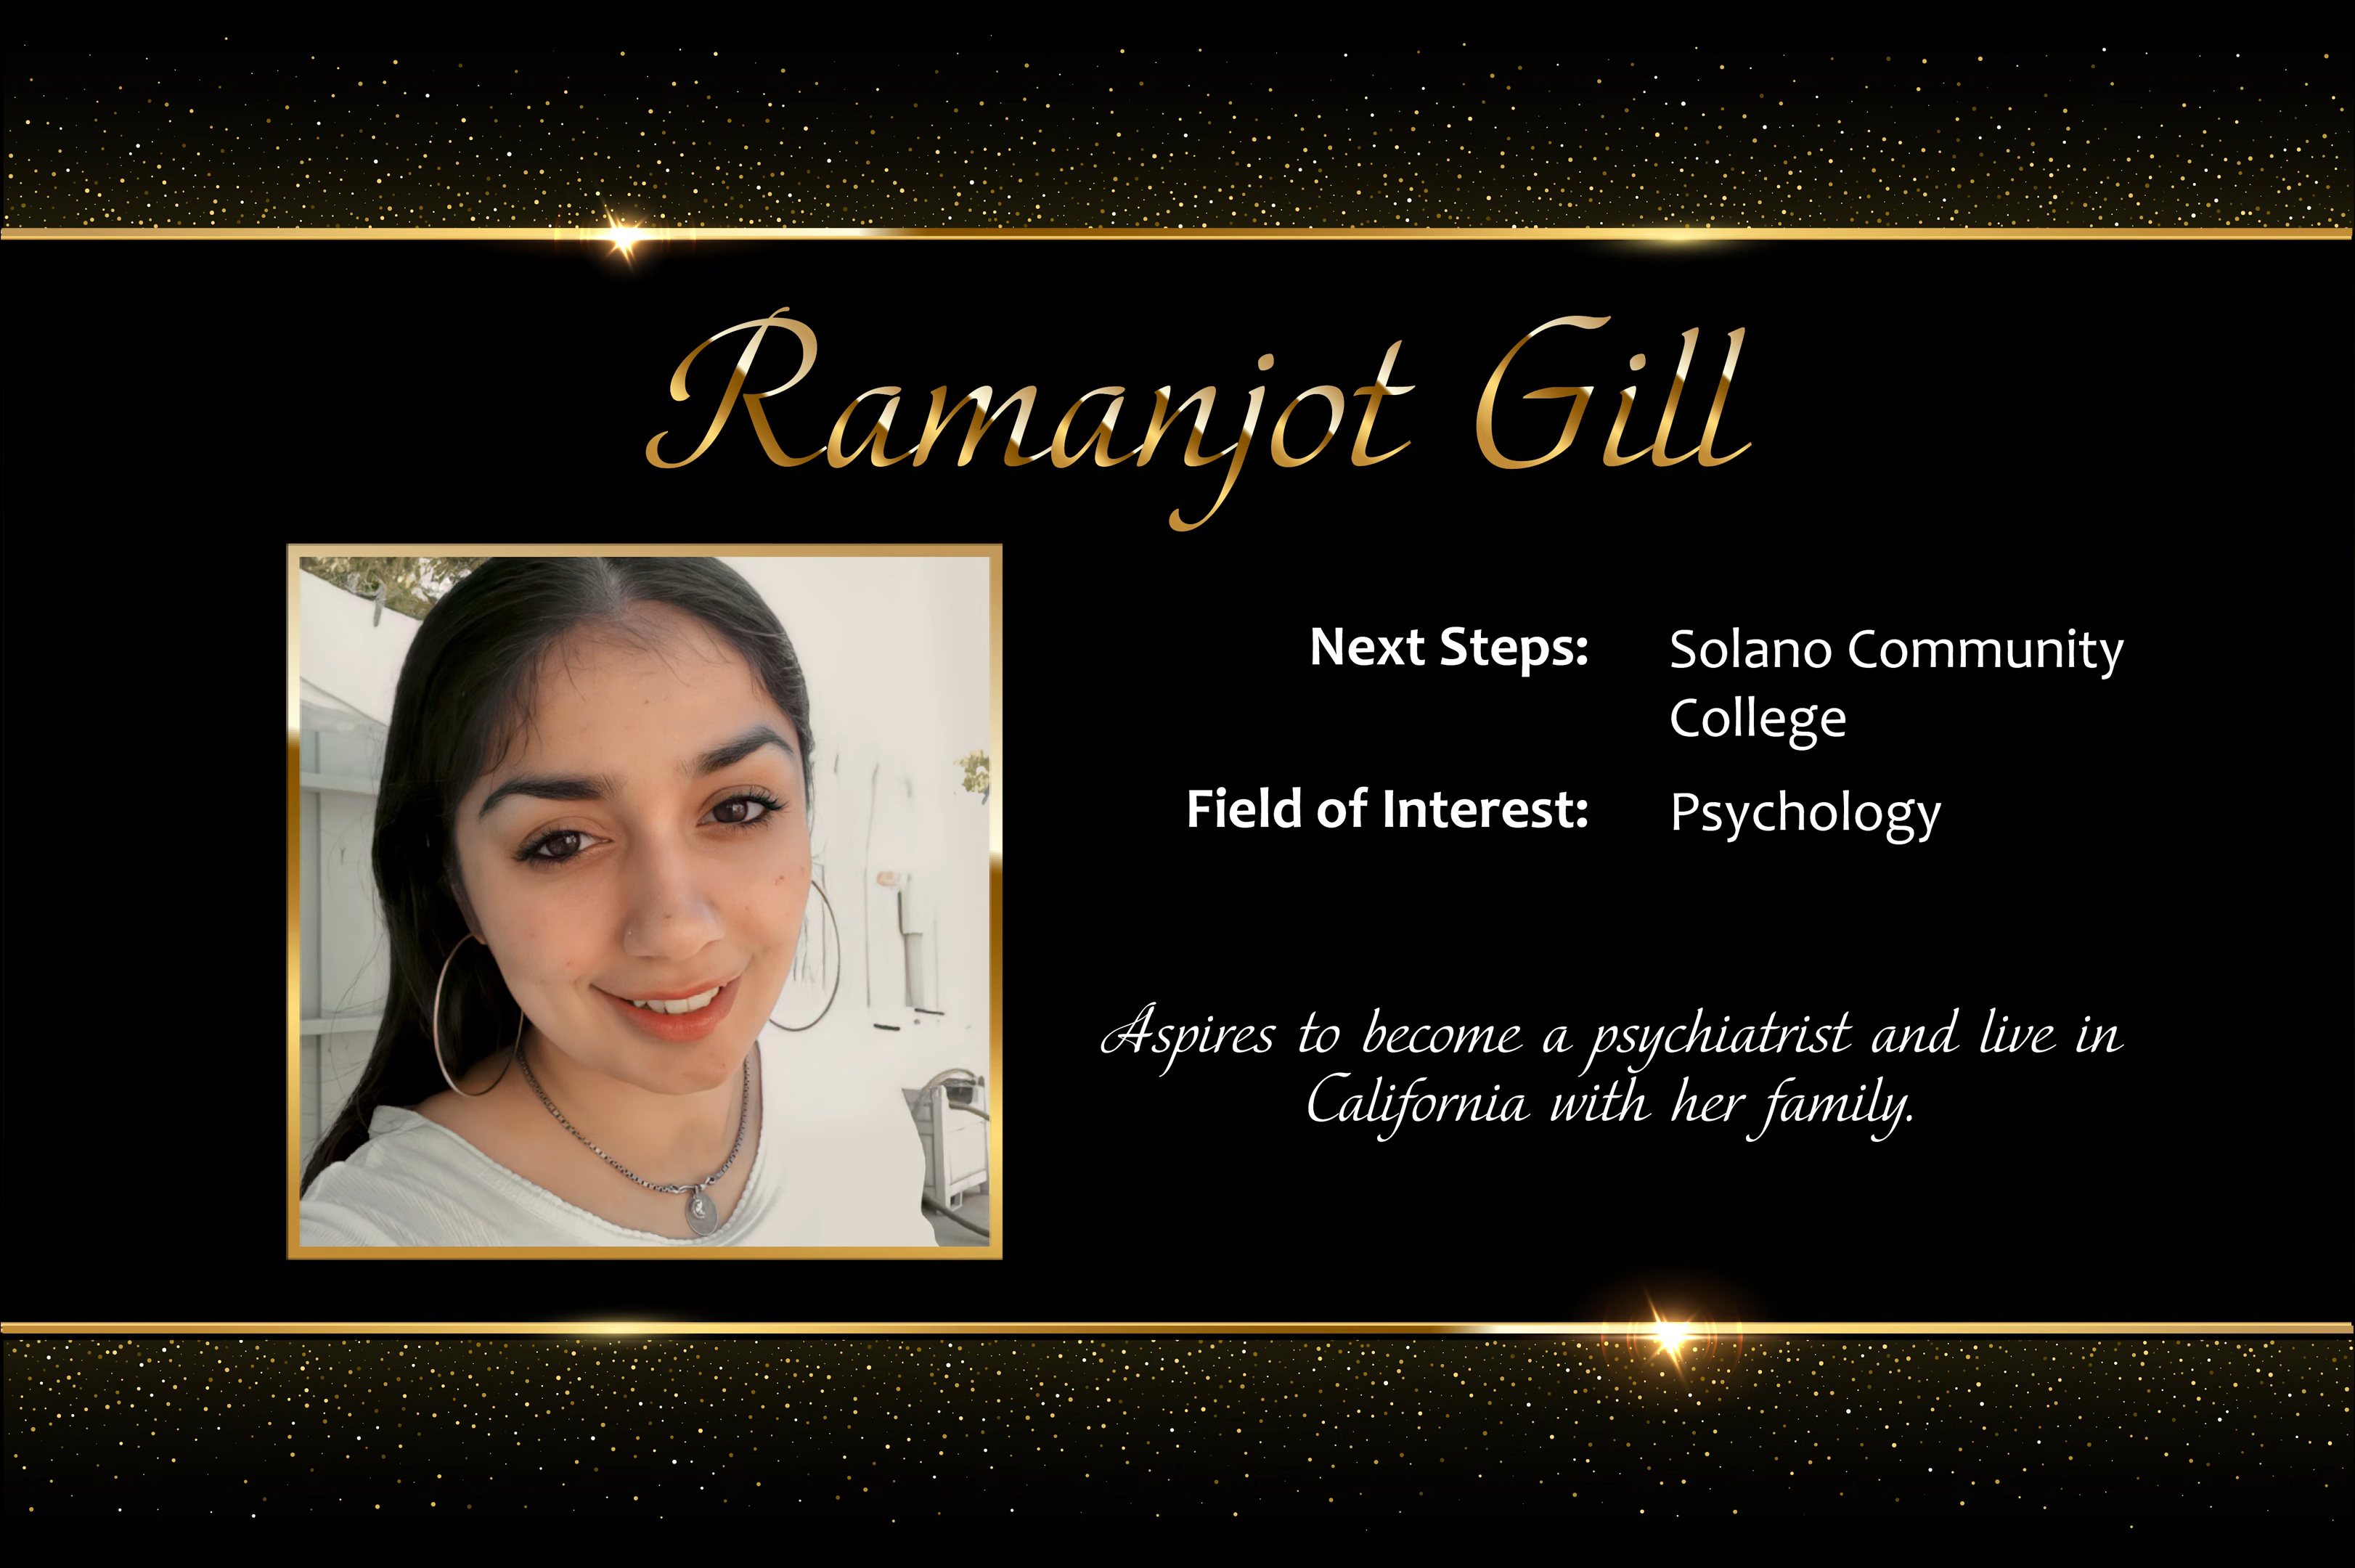 Ramanjot Gill
Next Steps: Solano Community
College
Field of Interest: Psychology
Aspires to become a psychiatrist and live in
California with her family.